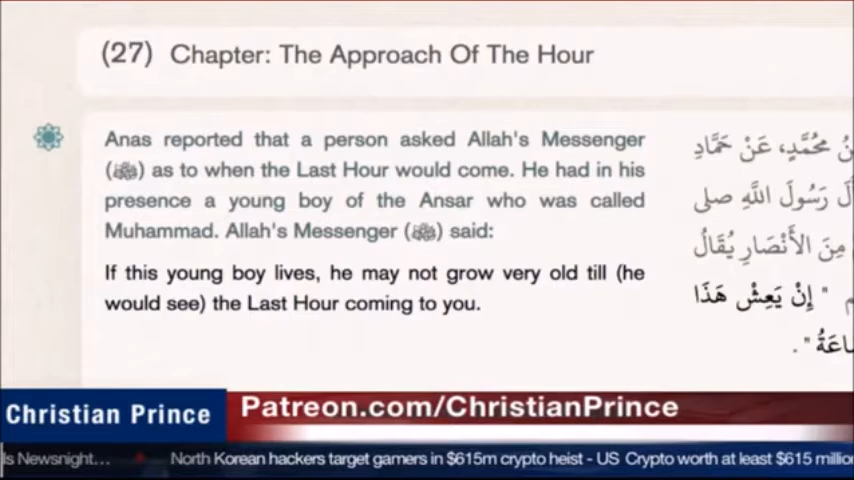 (27) Chapter: The Approach Of The Hour
Anas reported that a person asked Allah's Messenger
(ﷺ) as to when the Last Hour would come. He had in his
presence a young boy of the Ansar who was called
Muhammad. Allah's Messenger (ﷺ) said:
If this young boy lives, he may not grow very old till (he
would see) the Last Hour coming to you.
مُحَمَّدٍ، عَنْ حَمَّادِ
رَسُولَ اللَّهِ صلى
مِنَ الأَنْصَارِ يُقَالُ
" إِنْ يَعِشْ هَذَا
Christian Prince
Patreon.com/ChristianPrince
ls Newsnight... North Korean hackers target gamers in $615m crypto heist - US Crypto worth at least $615 millio